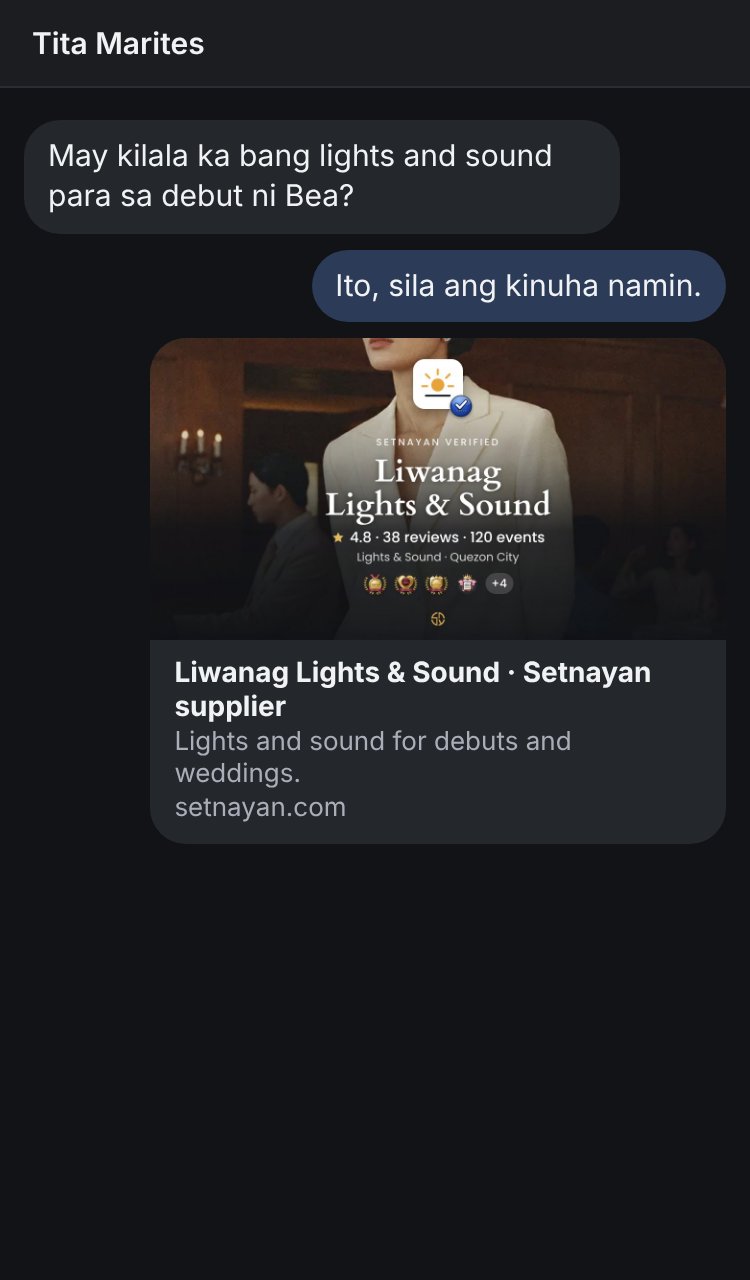 Tita Marites
May kilala ka bang lights and sound
para sa debut ni Bea?
Ito, sila ang kinuha namin.
SETNAYAN VERIFIED
Liwanag
Lights & Sound
★ 4.8 · 38 reviews · 120 events
Lights & Sound · Quezon City
+4
Liwanag Lights & Sound · Setnayan
supplier
Lights and sound for debuts and
weddings.
setnayan.com